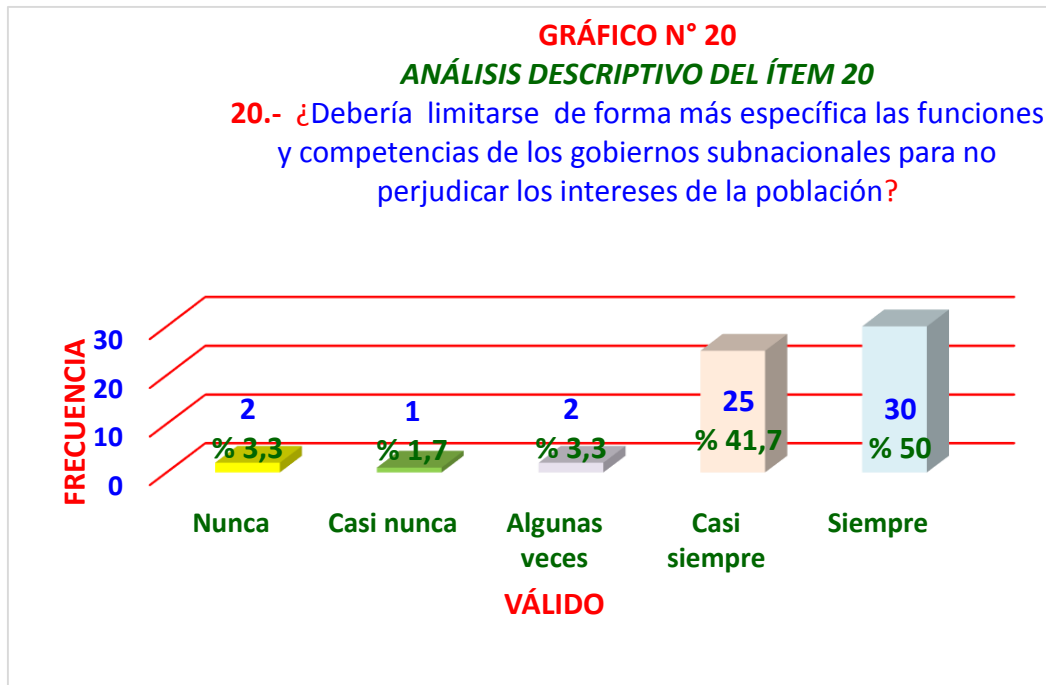 GRÁFICO N° 20
ANÁLISIS DESCRIPTIVO DEL ÍTEM 20
20.- ¿Debería limitarse de forma más específica las funciones
y competencias de los gobiernos subnacionales para no
perjudicar los intereses de la población?
FRECUENCIA
30
20
10
0
2
% 3,3
1
% 1,7
2
% 3,3
25
% 41,7
30
% 50
Nunca
Casi nunca
Algunas
veces
Casi
siempre
Siempre
VÁLIDO